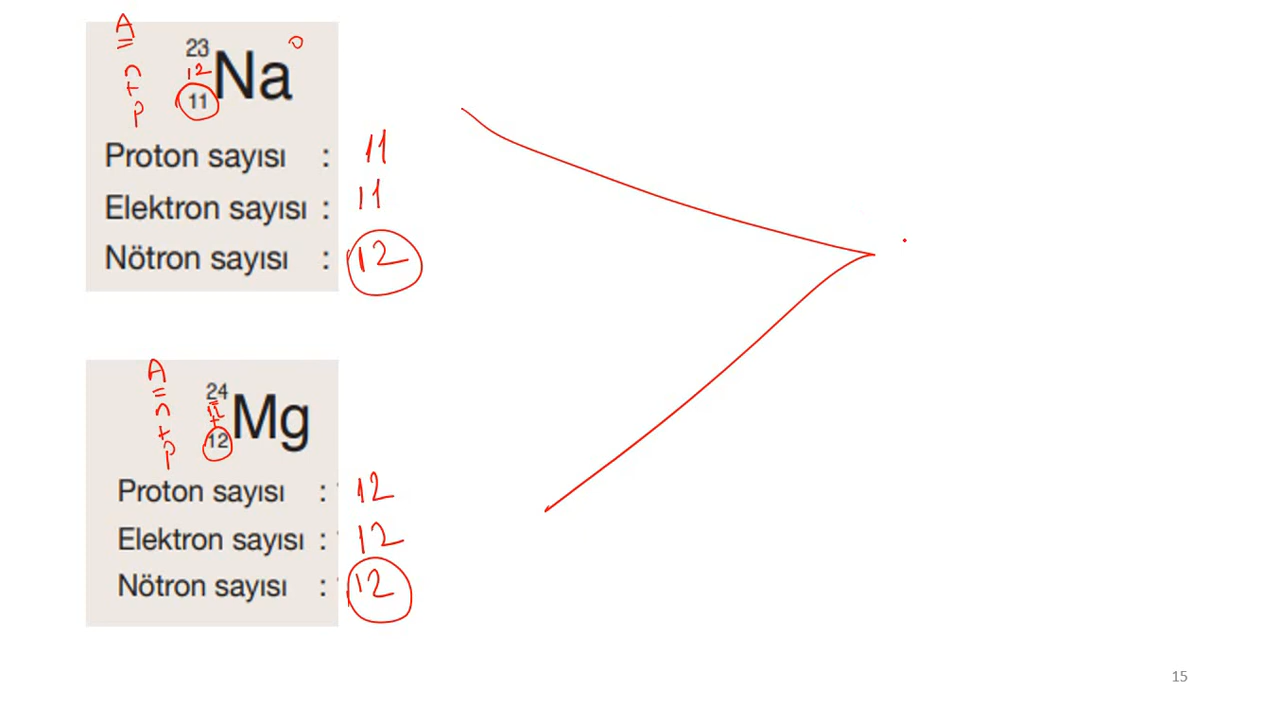 A
=
n
+
p
23
12
11
Na
0
Proton sayısı : 11
Elektron sayısı : 11
Nötron sayısı : 12
A
=
n
+
p
24
+
12
Mg
Proton sayısı : 12
Elektron sayısı : 12
Nötron sayısı : 12
15